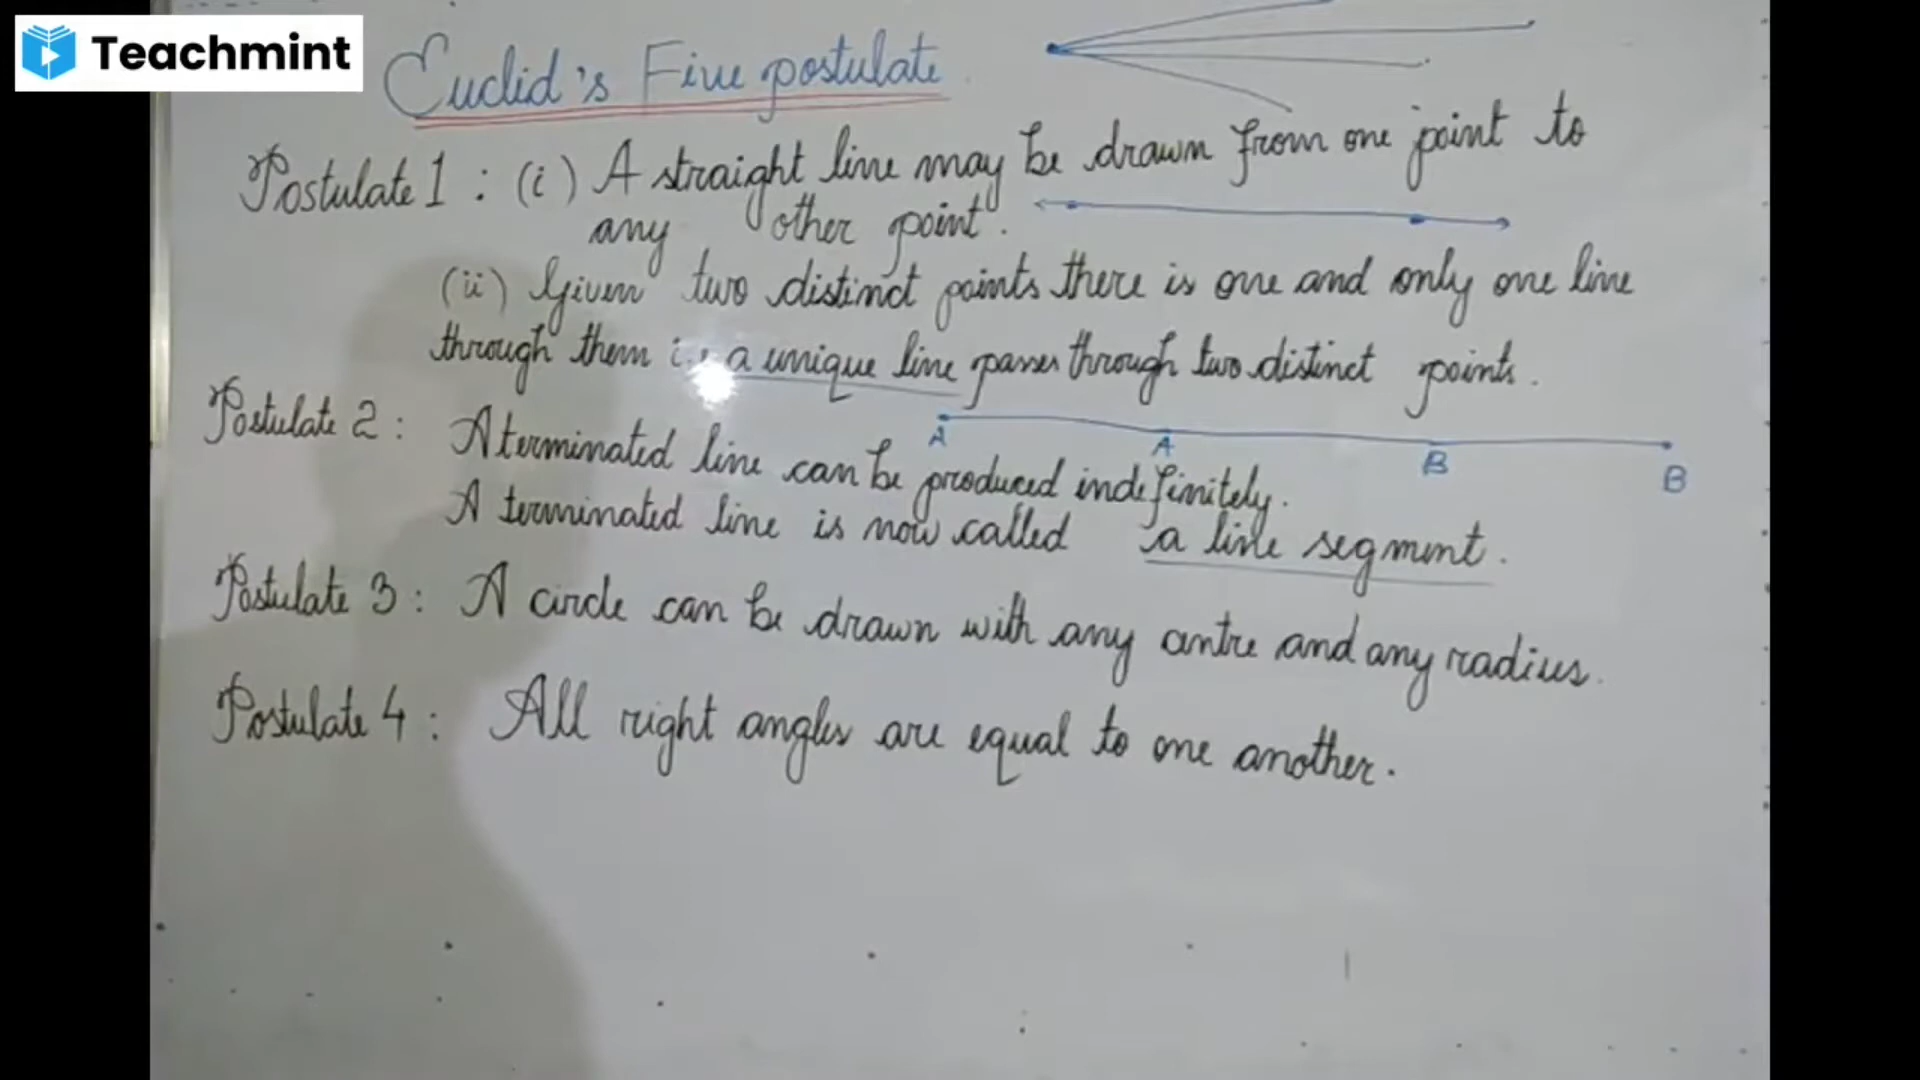 Teachmint
Euclid's Five postulate
Postulate 1 : (i) A straight line may be drawn from one point to
any other point.
(ii) Given two distinct points there is one and only one line
through them i.e a unique line passes through two distinct points.
Postulate 2 : A terminated line can be produced indefinitely.
A A B B
A terminated line is now called a line segment.
Postulate 3 : A circle can be drawn with any centre and any radius.
Postulate 4 : All right angles are equal to one another.